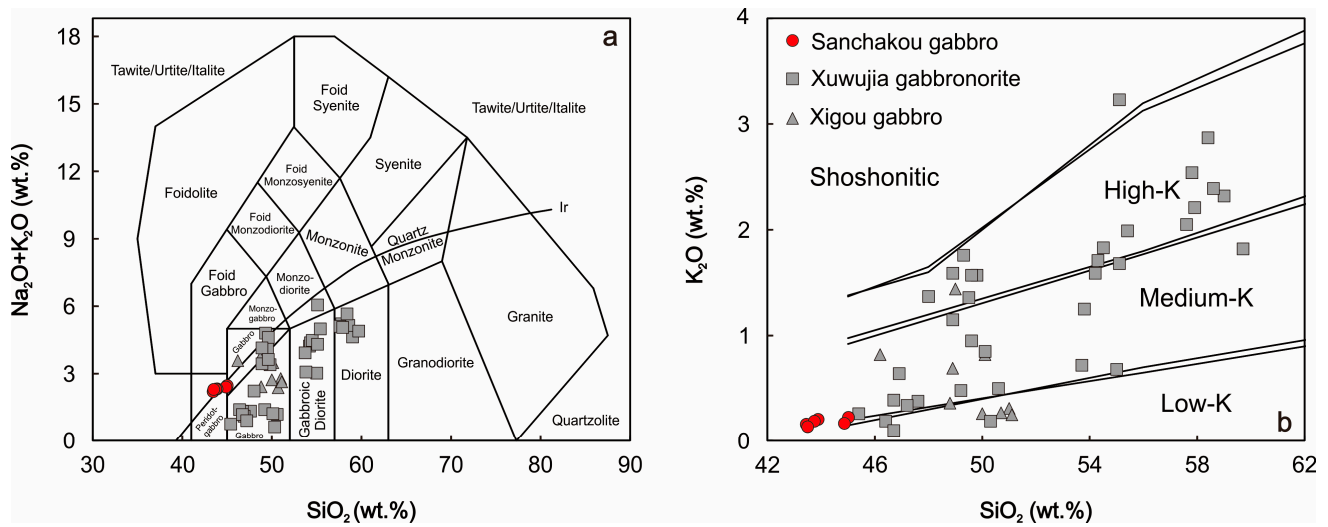 a
18
15
12
9
6
3
0
Na₂O+K₂O (wt.%)
Tawite/Urtite/Italite
Foid
Syenite
Tawite/Urtite/Italite
Foidolite
Foid
Monzosyenite
Syenite
Foid
Monzodiorite
Monzonite
Quartz
Monzonite
Ir
Foid
Gabbro
Monzo-
diorite
Monzo-
gabbro
Gabbro
Peridot-
gabbro
Gabbro
Gabbroic
Diorite
Diorite
Granodiorite
Granite
Quartzolite
30 40 50 60 70 80 90
SiO₂ (wt.%)
4
3
2
1
0
K₂O (wt.%)
Sanchakou gabbro
Xuwujia gabbronorite
Xigou gabbro
Shoshonitic
High-K
Medium-K
Low-K
b
42 46 50 54 58 62
SiO₂ (wt.%)